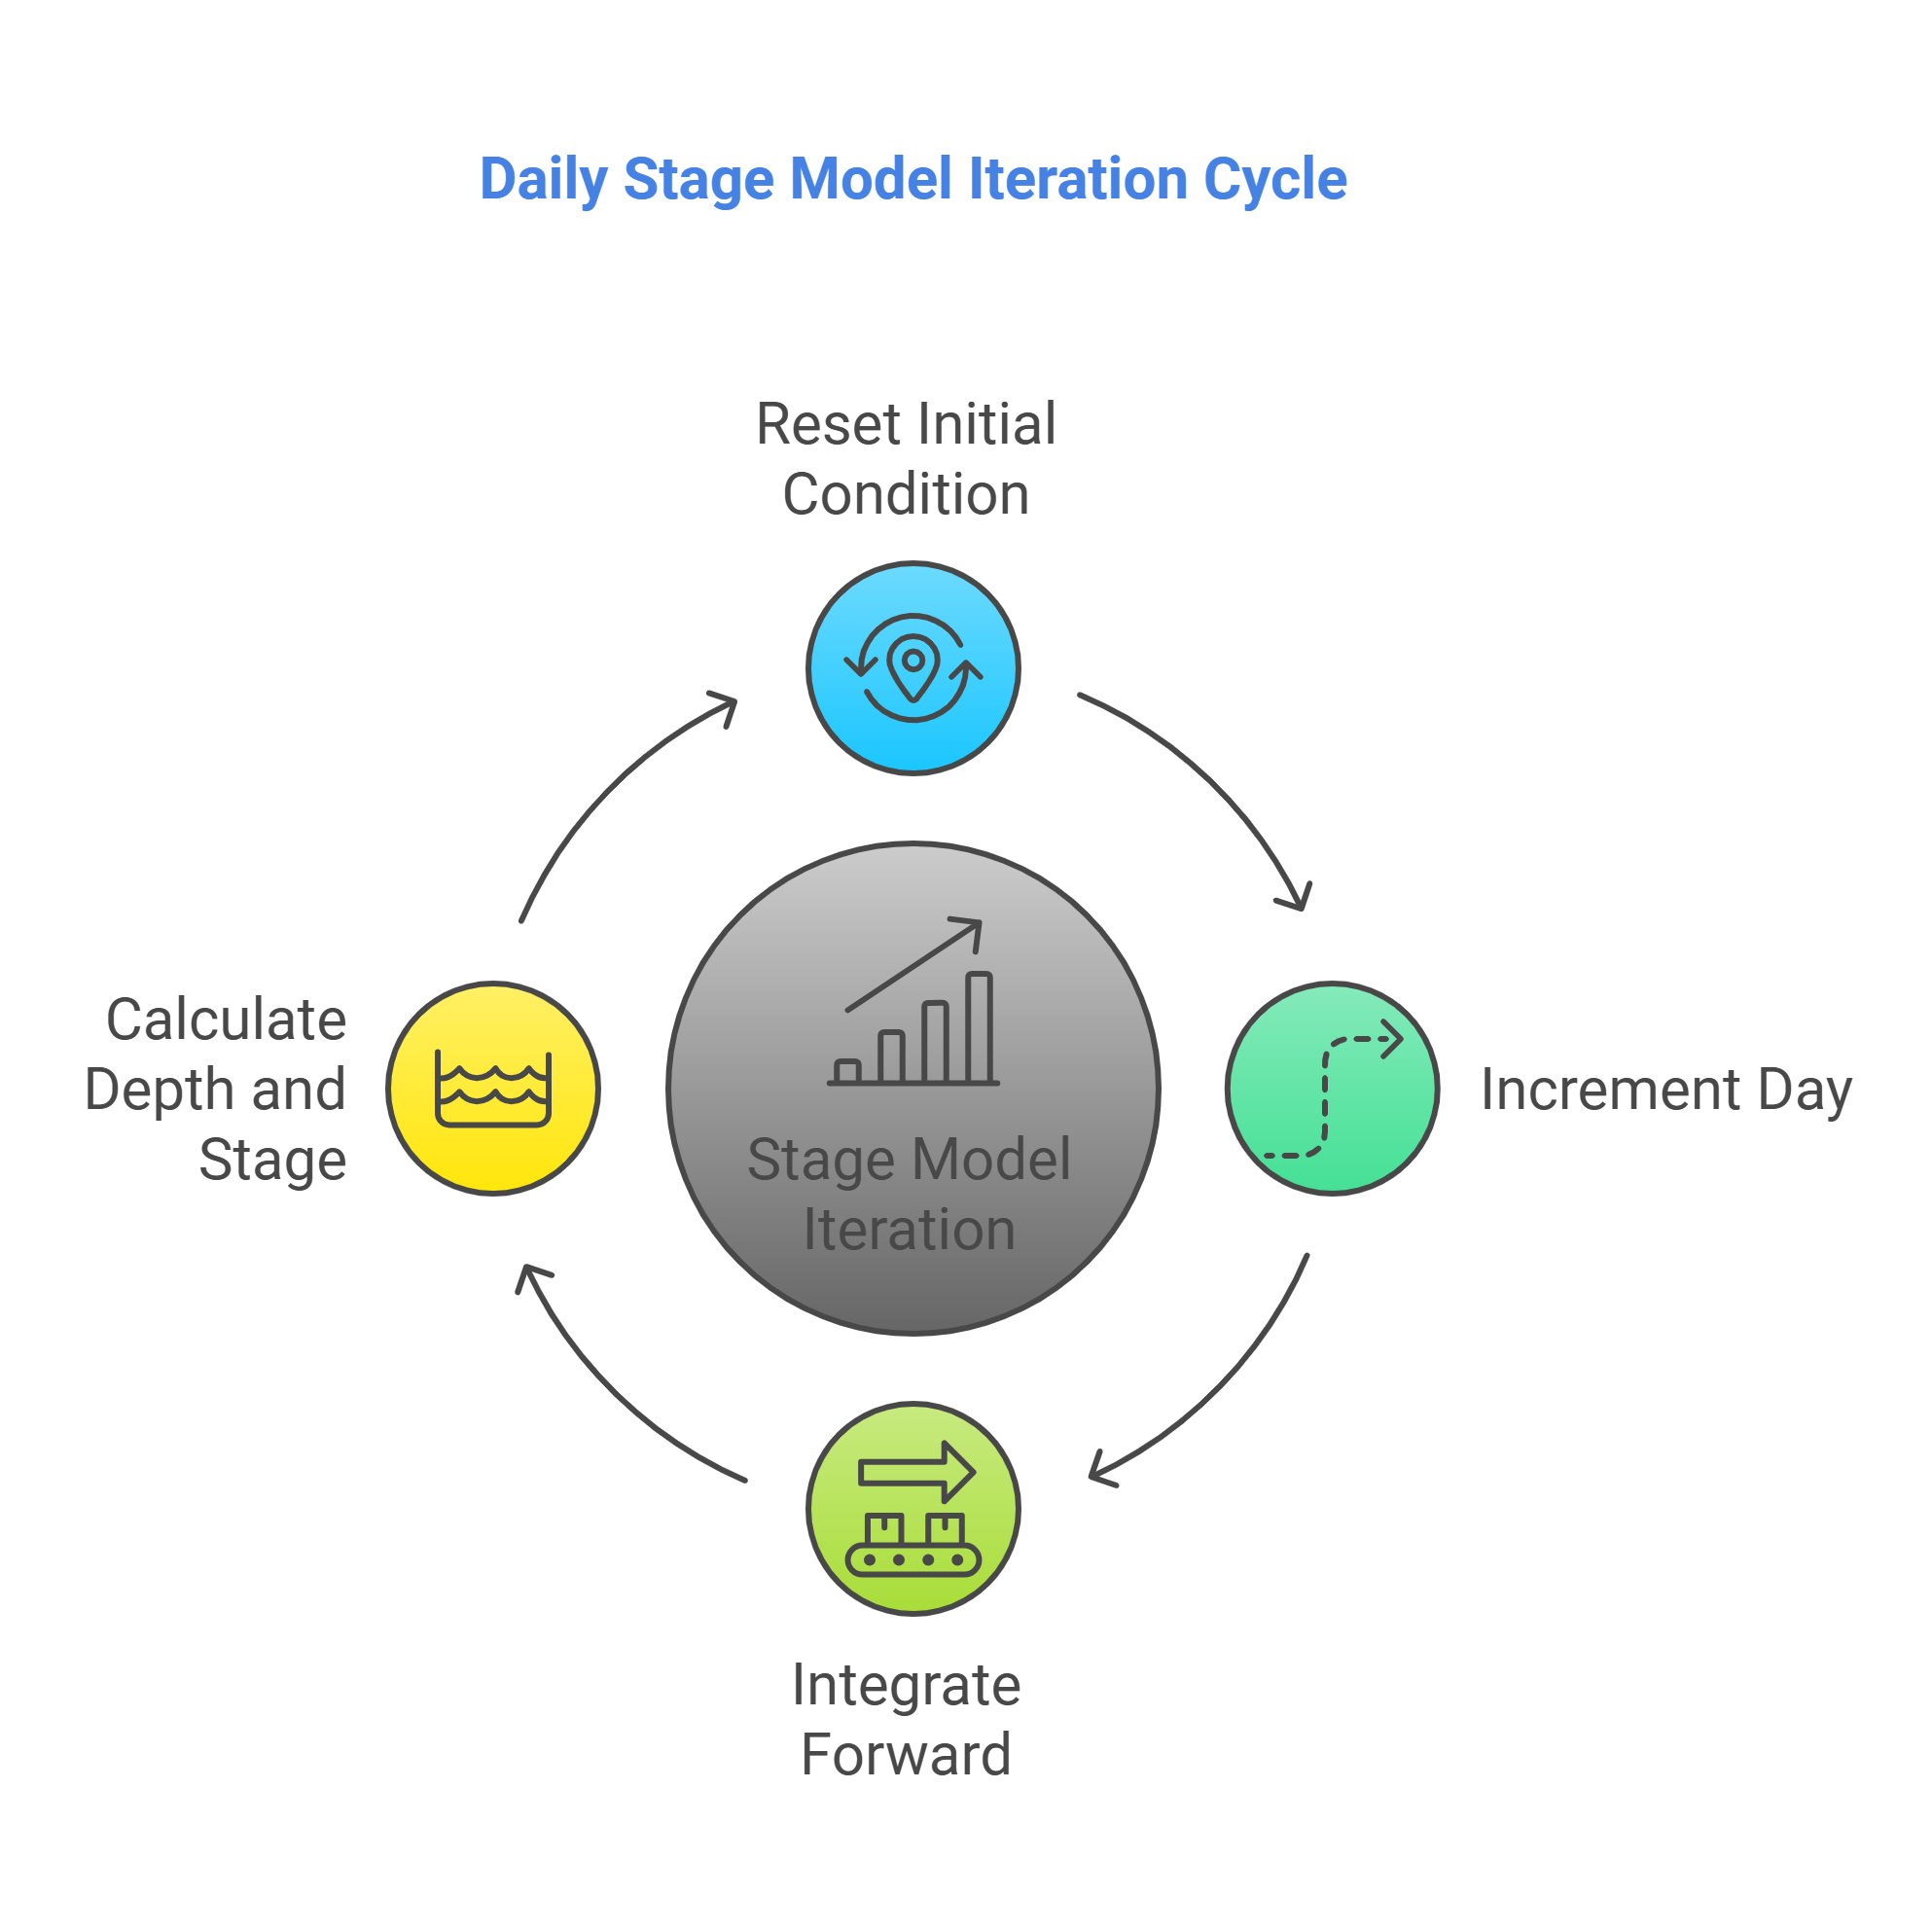 Daily Stage Model Iteration Cycle
Reset Initial
Condition
Calculate
Depth and
Stage
Stage Model
Iteration
Increment Day
Integrate
Forward